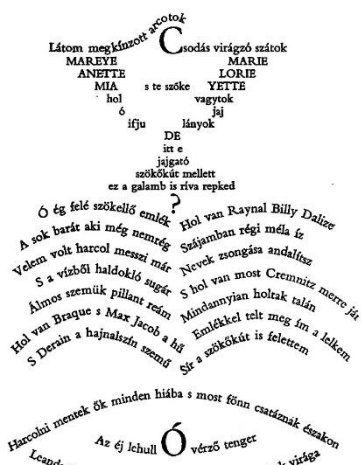 Látom megkínzott arcotok
Csodás virágzó szátok
MAREYE MARIE
ANETTE LORIE
MIA s te szőke YETTE
hol vagytok
ó jaj
ifju lányok
DE
itt e
jajgató
szökőkút mellett
ez a galamb is ríva repked
?
Ó ég felé szökellő emlék
A sok barát aki még nemrég
Velem volt harcol messzi már
S a vízből haldokló sugár
Álmos szemük pillant reám
Hol van Braque s Max Jacob a hű
S Derain a hajnalszín szemű
Hol van Raynal Billy Dalize
Szájamban régi méla íz
Nevek zsongása andalítsz
S hol van most Cremnitz merre já
Mindannyian holtak talán
Emlékkel telt meg ím a lelkem
Sír a szökőkút is felettem
Harcolni mentek ők minden hiába s most fönn csatáznak északon
Az éj lehull Ó vérző tenger
virága